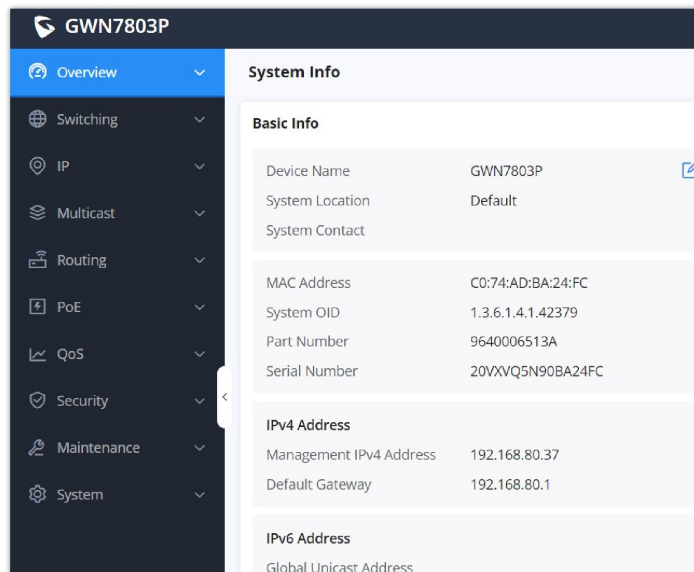 GWN7803P
Overview
Switching
IP
Multicast
Routing
PoE
QoS
Security
Maintenance
System
System Info
Basic Info
Device Name GWN7803P
System Location Default
System Contact
MAC Address C0:74:AD:BA:24:FC
System OID 1.3.6.1.4.1.42379
Part Number 9640006513A
Serial Number 20VXVQ5N90BA24FC
IPv4 Address
Management IPv4 Address 192.168.80.37
Default Gateway 192.168.80.1
IPv6 Address
Global Unicast Address